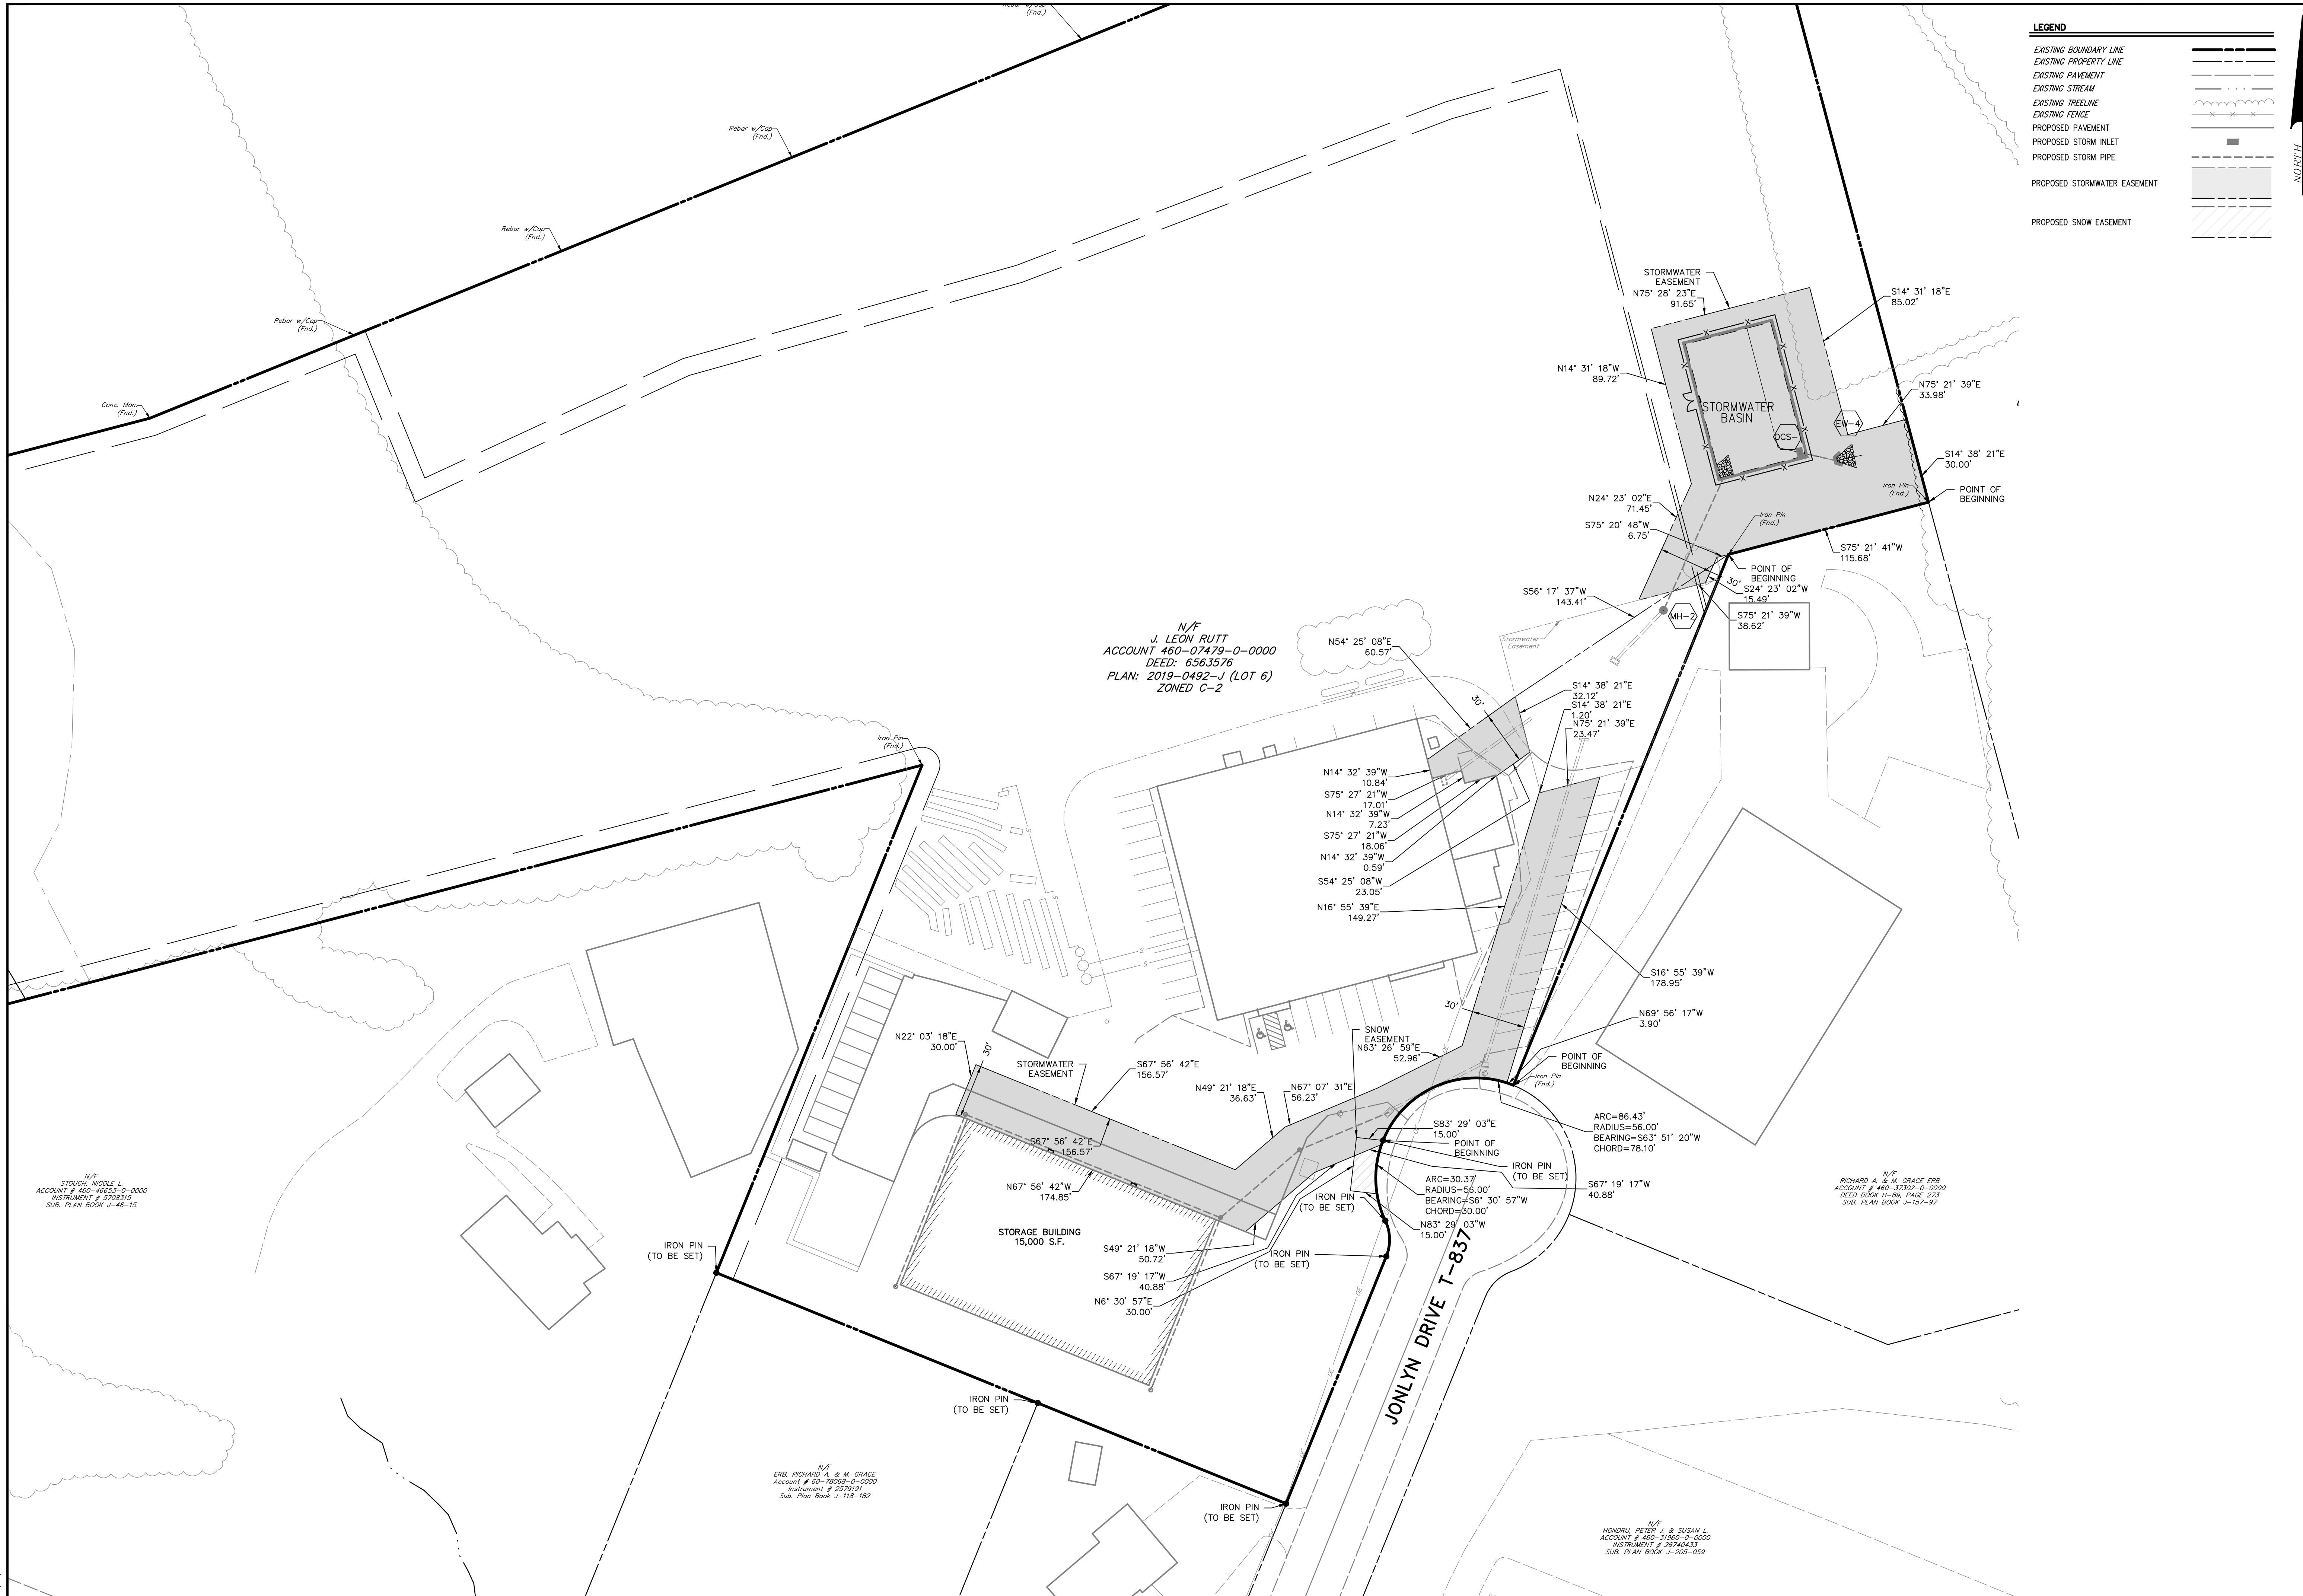 Rebar w/Cap
(Fnd.)
LEGEND
EXISTING BOUNDARY LINE
EXISTING PROPERTY LINE
EXISTING PAVEMENT
EXISTING STREAM
EXISTING TREELINE
EXISTING FENCE
PROPOSED PAVEMENT
PROPOSED STORM INLET
PROPOSED STORM PIPE
PROPOSED STORMWATER EASEMENT
PROPOSED SNOW EASEMENT
NORTH
Rebar w/Cap
(Fnd.)
Rebar w/Cap
(Fnd.)
Rebar w/Cap
(Fnd.)
Conc. Mon.
(Fnd.)
STORMWATER
EASEMENT
N75° 28' 23"E
91.65'
S14° 31' 18"E
85.02'
N14° 31' 18"W
89.72'
N75° 21' 39"E
33.98'
STORMWATER
BASIN
OCS-
EW-4
S14° 38' 21"E
30.00'
Iron Pin
(Fnd.)
POINT OF
BEGINNING
N24° 23' 02"E
71.45'
Iron Pin
(Fnd.)
S75° 20' 48"W
6.75'
S75° 21' 41"W
115.68'
POINT OF
BEGINNING
30'
S24° 23' 02"W
15.49'
S56° 17' 37"W
143.41'
MH-2
S75° 21' 39"W
38.62'
Stormwater
Easement
N/F
J. LEON RUTT
ACCOUNT 460-07479-0-0000
DEED: 6563576
PLAN: 2019-0492-J (LOT 6)
ZONED C-2
N54° 25' 08"E
60.57'
30'
S14° 38' 21"E
32.12'
S14° 38' 21"E
1.20'
N75° 21' 39"E
23.47'
Iron Pin
(Fnd.)
N14° 32' 39"W
10.84'
S75° 27' 21"W
17.01'
N14° 32' 39"W
7.23'
S75° 27' 21"W
18.06'
N14° 32' 39"W
0.59'
S54° 25' 08"W
23.05'
N16° 55' 39"E
149.27'
S
S
S
S
S16° 55' 39"W
178.95'
30'
N69° 56' 17"W
3.90'
SNOW
EASEMENT
N63° 26' 59"E
52.96'
N22° 03' 18"E
30.00'
30'
STORMWATER
EASEMENT
S67° 56' 42"E
156.57'
POINT OF
BEGINNING
Iron Pin
(Fnd.)
N49° 21' 18"E
36.63'
N67° 07' 31"E
56.23'
ARC=86.43'
RADIUS=56.00'
BEARING=S63° 51' 20"W
CHORD=78.10'
S83° 29' 03"E
15.00'
POINT OF
BEGINNING
S67° 56' 42"E
156.57'
IRON PIN
(TO BE SET)
N67° 56' 42"W
174.85'
ARC=30.37'
RADIUS=56.00'
BEARING=S6° 30' 57"W
CHORD=30.00'
S67° 19' 17"W
40.88'
IRON PIN
(TO BE SET)
N83° 29' 03"W
15.00'
STORAGE BUILDING
15,000 S.F.
S49° 21' 18"W
50.72'
IRON PIN
(TO BE SET)
S67° 19' 17"W
40.88'
N6° 30' 57"E
30.00'
IRON PIN
(TO BE SET)
JONLYN DRIVE T-837
N/F
STOUCH, NICOLE L.
ACCOUNT # 460-46653-0-0000
INSTRUMENT # 5708315
SUB. PLAN BOOK J-48-15
N/F
RICHARD A. & M. GRACE ERB
ACCOUNT # 460-37302-0-0000
DEED BOOK H-89, PAGE 273
SUB. PLAN BOOK J-157-97
IRON PIN
(TO BE SET)
N/F
ERB, RICHARD A. & M. GRACE
Account # 60-78068-0-0000
Instrument # 2579191
Sub. Plan Book J-118-182
IRON PIN
(TO BE SET)
N/F
HONDRU, PETER J. & SUSAN L.
ACCOUNT # 460-31960-0-0000
INSTRUMENT # 26740433
SUB. PLAN BOOK J-205-059